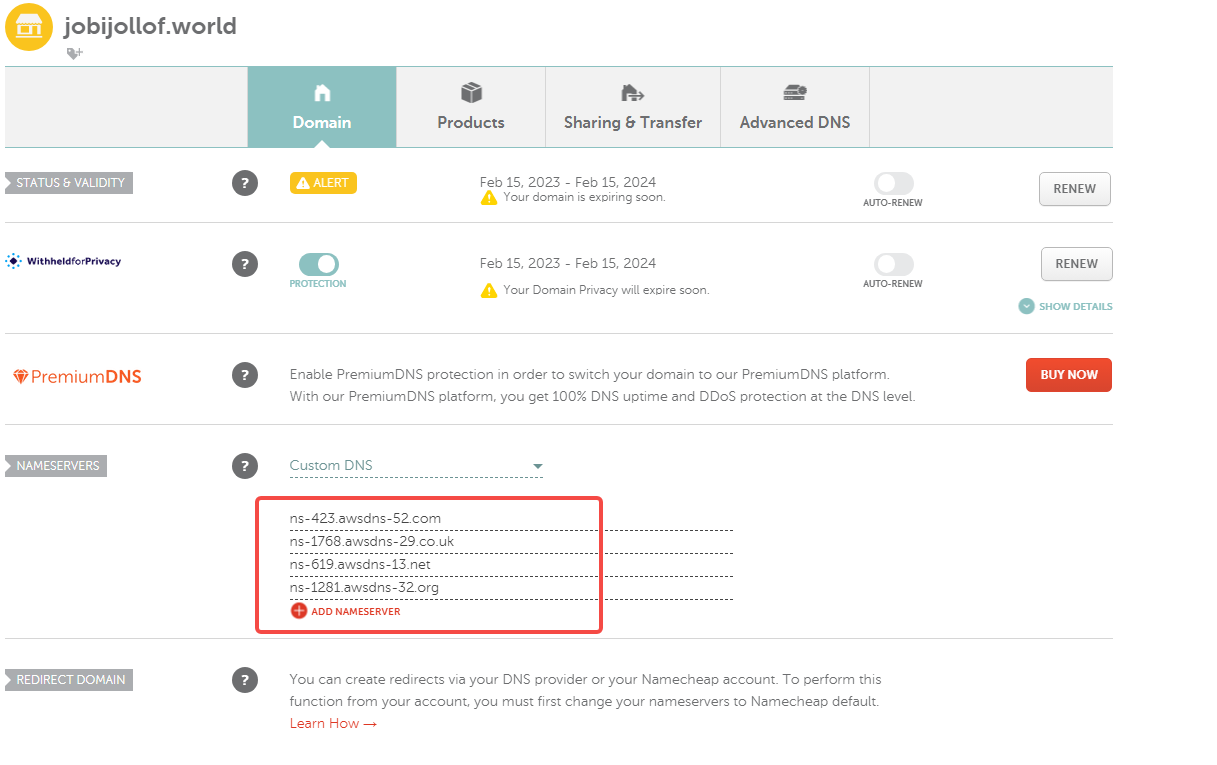 jobijollof.world
Domain
Products
Sharing & Transfer
Advanced DNS
STATUS & VALIDITY
?
ALERT
Feb 15, 2023 - Feb 15, 2024
Your domain is expiring soon.
AUTO-RENEW
RENEW
WithheldforPrivacy
?
PROTECTION
Feb 15, 2023 - Feb 15, 2024
Your Domain Privacy will expire soon.
AUTO-RENEW
RENEW
SHOW DETAILS
PremiumDNS
?
Enable PremiumDNS protection in order to switch your domain to our PremiumDNS platform.
With our PremiumDNS platform, you get 100% DNS uptime and DDoS protection at the DNS level.
BUY NOW
NAMESERVERS
?
Custom DNS
ns-423.awsdns-52.com
ns-1768.awsdns-29.co.uk
ns-619.awsdns-13.net
ns-1281.awsdns-32.org
ADD NAMESERVER
REDIRECT DOMAIN
?
You can create redirects via your DNS provider or your Namecheap account. To perform this
function from your account, you must first change your nameservers to Namecheap default.
Learn How →